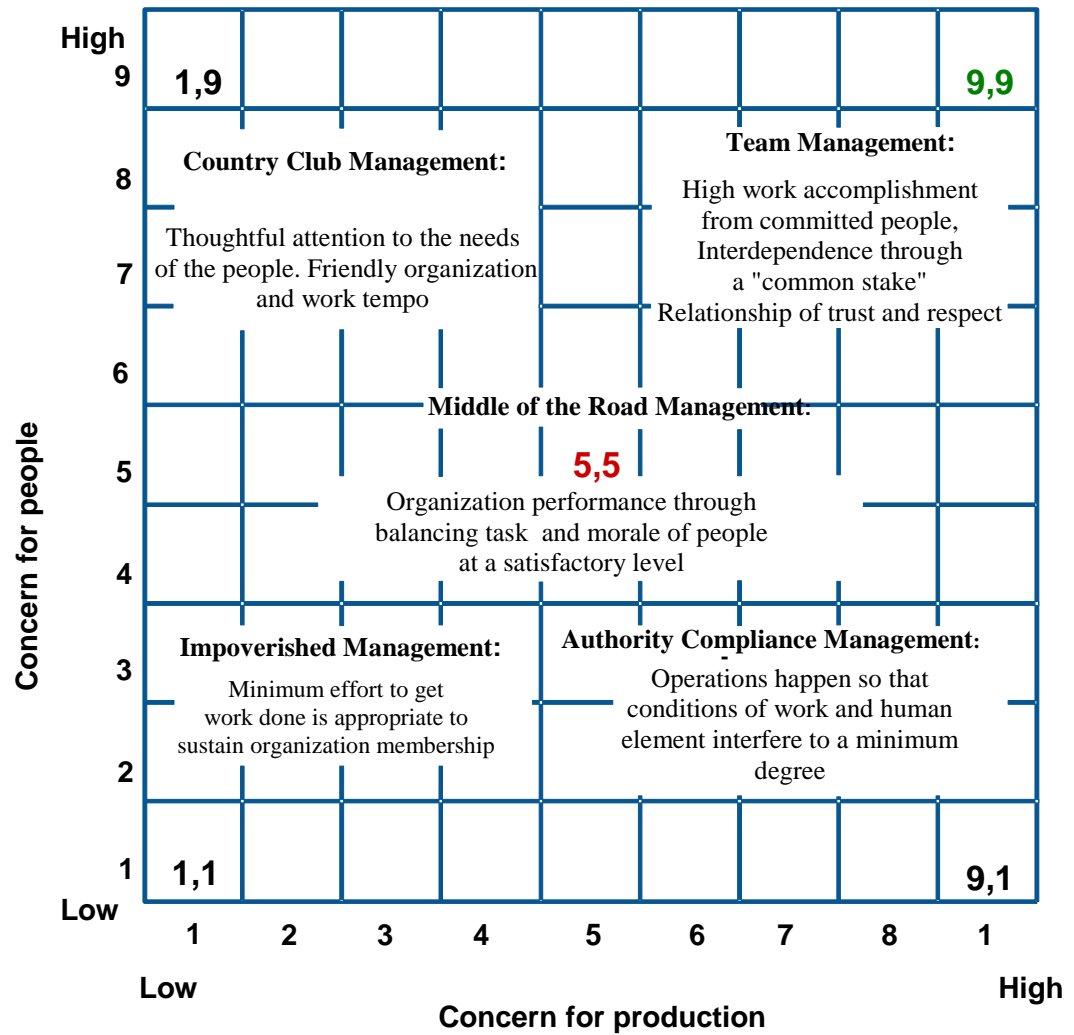 High
9
1,9
9,9
Country Club Management:
Thoughtful attention to the needs
of the people. Friendly organization
and work tempo
Team Management:
High work accomplishment
from committed people,
Interdependence through
a "common stake"
Relationship of trust and respect
8
7
6
Middle of the Road Management:
5
5,5
Organization performance through
balancing task and morale of people
at a satisfactory level
4
Concern for people
Impoverished Management:
Minimum effort to get
work done is appropriate to
sustain organization membership
Authority Compliance Management:
-
Operations happen so that
conditions of work and human
element interfere to a minimum
degree
3
2
1
1,1
9,1
Low
1 2 3 4 5 6 7 8 1
Low
High
Concern for production